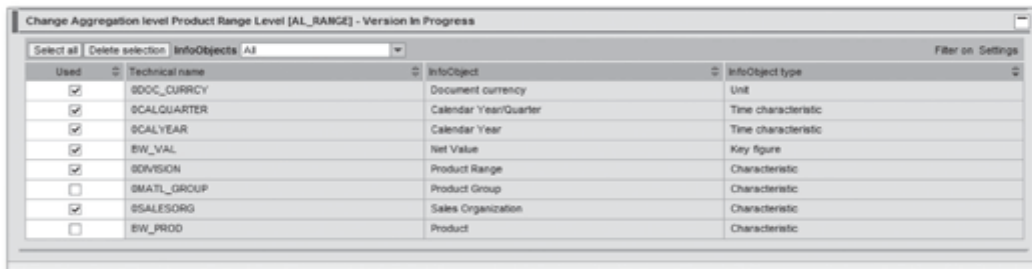 Change Aggregation level Product Range Level [AL_RANGE] - Version In Progress
Select all Delete selection InfoObjects All Filter on Settings
Used Technical name InfoObject InfoObject type
0DOC_CURRCY Document currency Unit
0CALQUARTER Calendar Year/Quarter Time characteristic
0CALYEAR Calendar Year Time characteristic
BW_VAL Net Value Key figure
0DIVISION Product Range Characteristic
0MATL_GROUP Product Group Characteristic
0SALESORG Sales Organization Characteristic
BW_PROD Product Characteristic